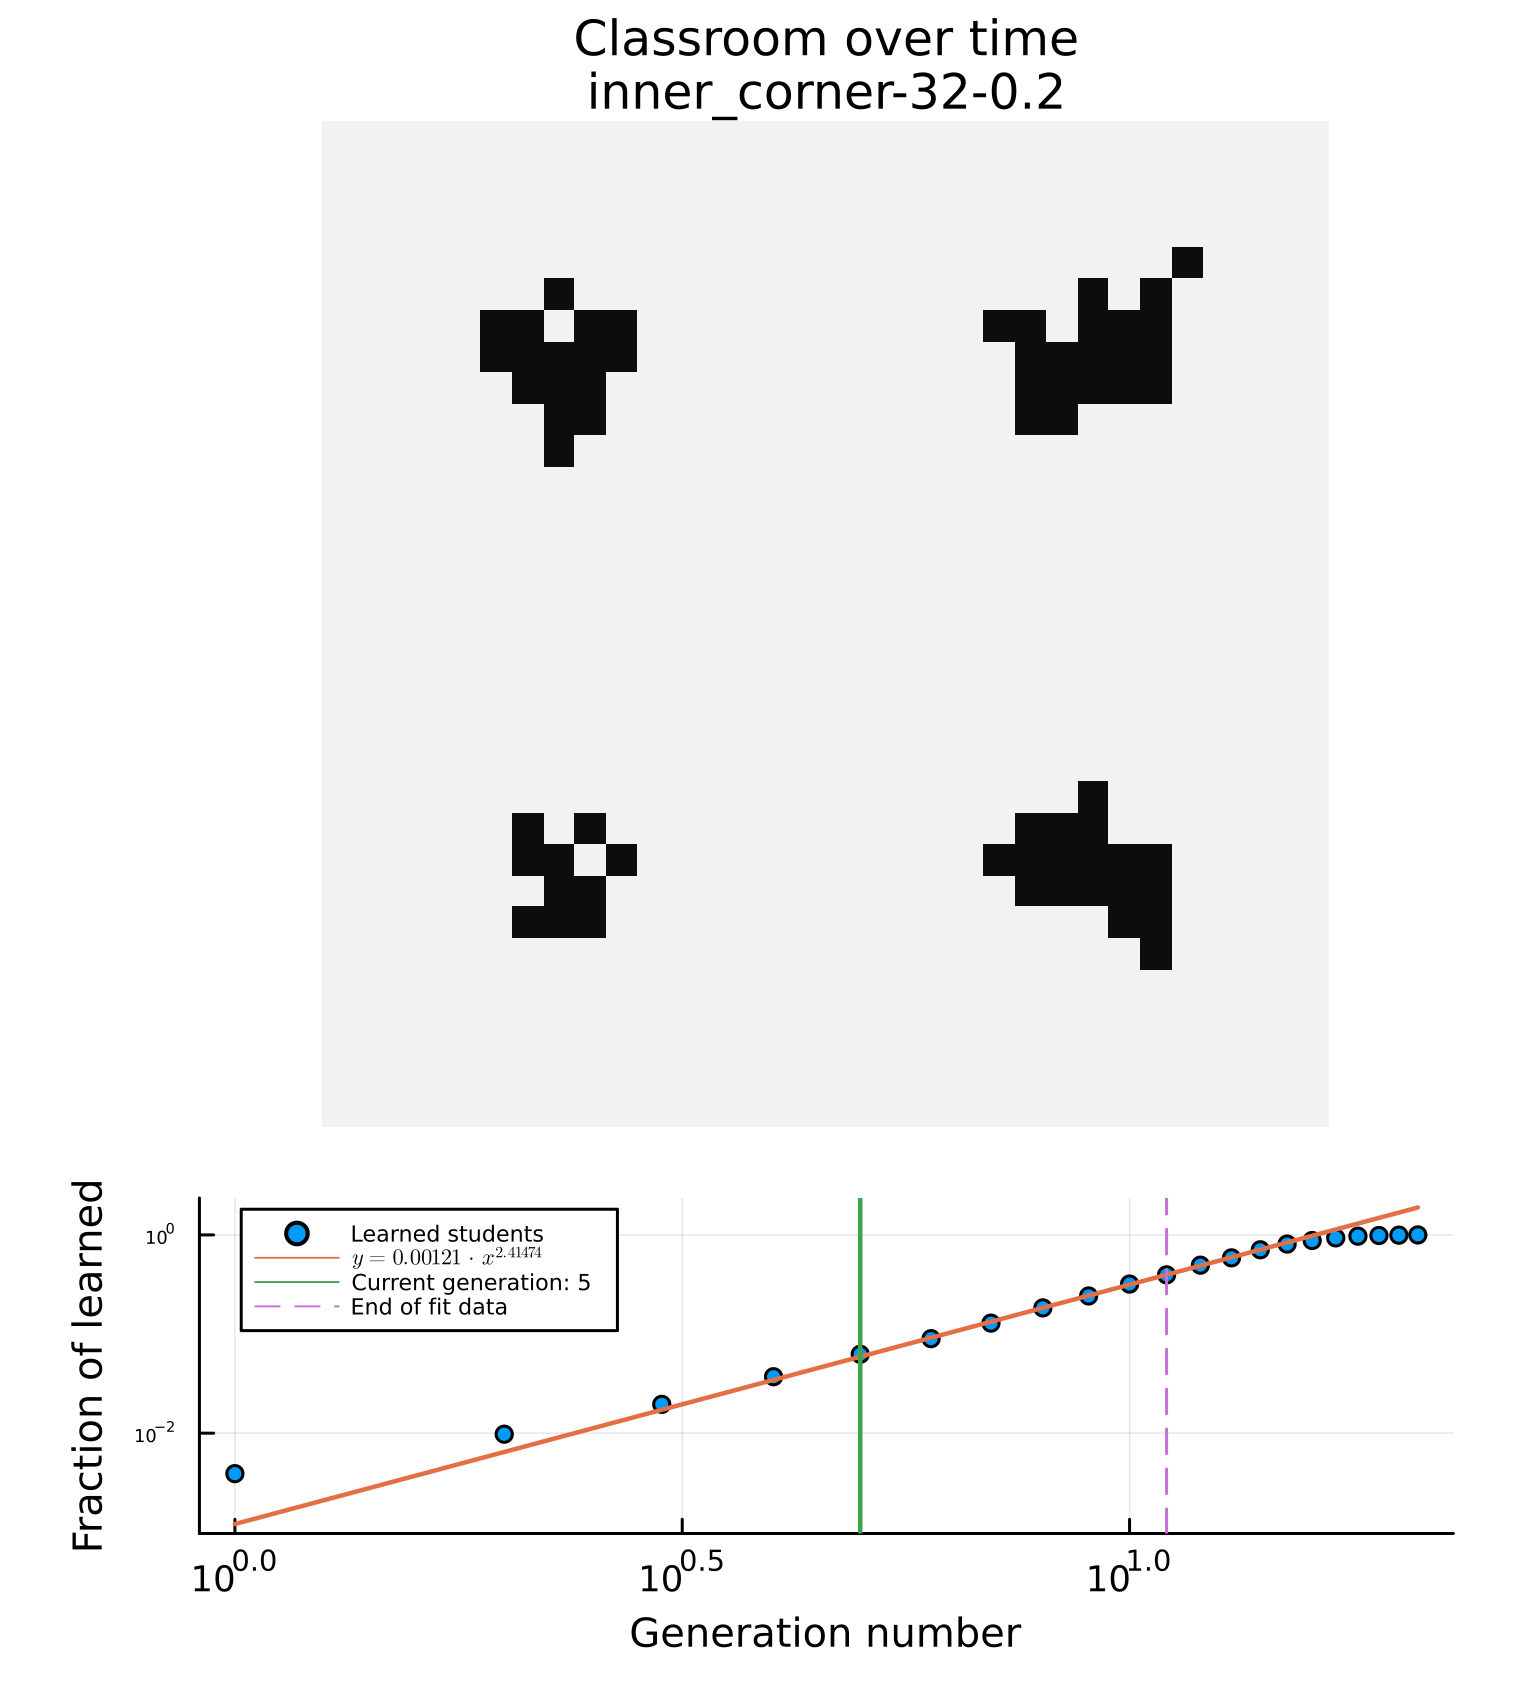 Classroom over time
inner_corner-32-0.2
Fraction of learned
10^0
10^-2
Learned students
y = 0.00121 · x^2.41474
Current generation: 5
End of fit data
10^0.0 10^0.5 10^1.0
Generation number